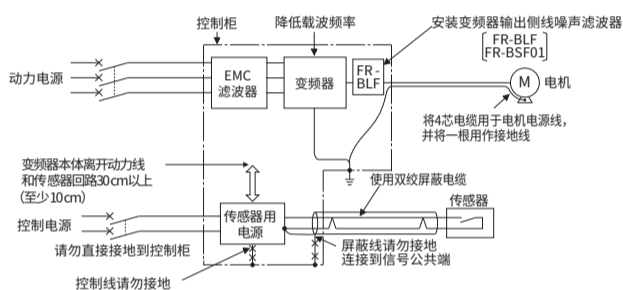 控制柜
降低载波频率
安装变频器输出侧线噪声滤波器
FR-BLF
FR-BSF01
动力电源
EMC
滤波器
变频器
FR-
BLF
M
电机
将4芯电缆用于电机电源线,
并将一根用作接地线
变频器本体离开动力线
和传感器回路30cm以上
(至少10cm)
使用双绞屏蔽电缆
传感器
控制电源
传感器用
电源
请勿直接接地到控制柜
屏蔽线请勿接地
连接到信号公共端
控制线请勿接地